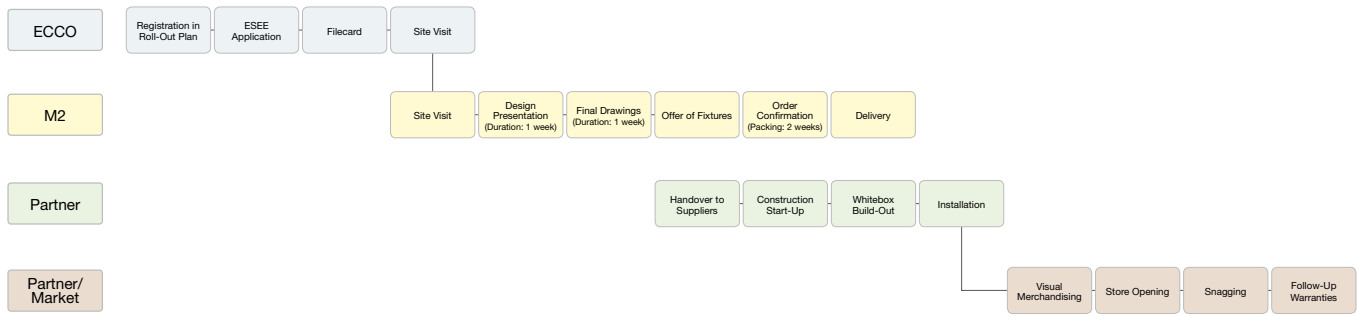 ECCO
Registration in
Roll-Out Plan
ESEE
Application
Filecard
Site Visit
M2
Site Visit
Design
Presentation
(Duration: 1 week)
Final Drawings
(Duration: 1 week)
Offer of Fixtures
Order
Confirmation
(Packing: 2 weeks)
Delivery
Partner
Handover to
Suppliers
Construction
Start-Up
Whitebox
Build-Out
Installation
Partner/
Market
Visual
Merchandising
Store Opening
Snagging
Follow-Up
Warranties